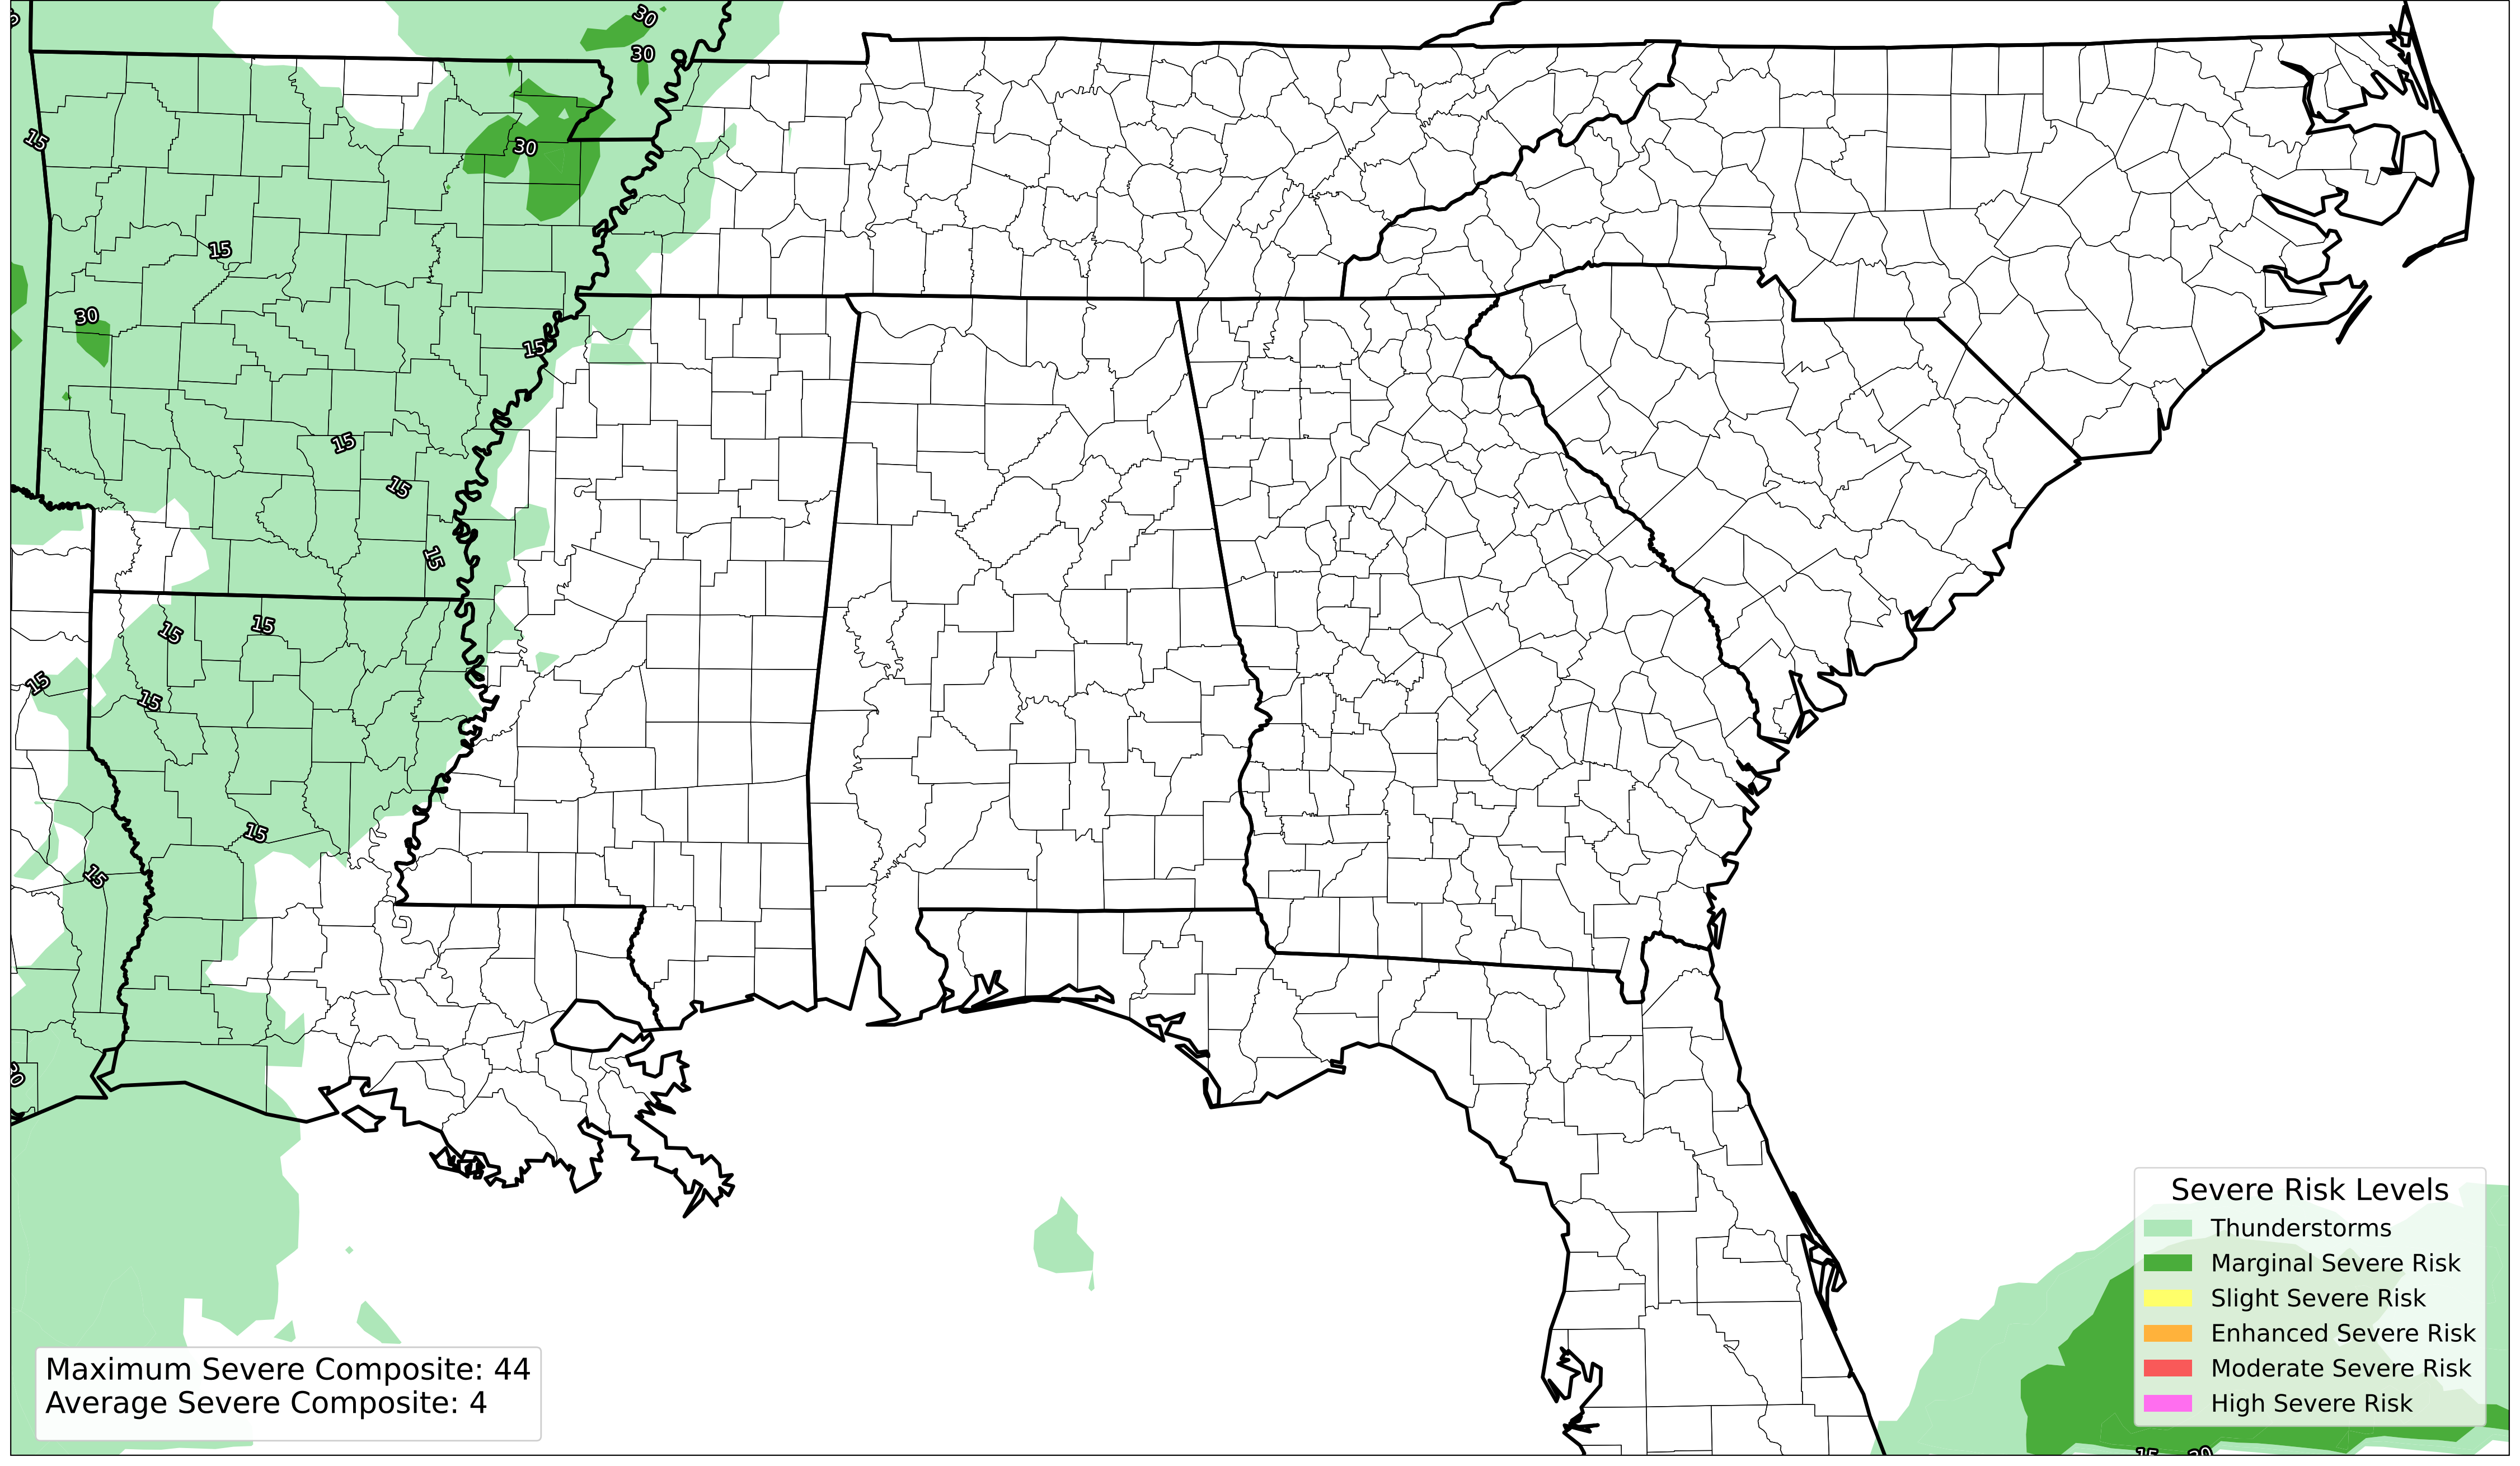 30
30
15
30
15
30
15
15
15
15
15
15
15
15
15
15
Severe Risk Levels
Thunderstorms
Marginal Severe Risk
Slight Severe Risk
Enhanced Severe Risk
Moderate Severe Risk
High Severe Risk
Maximum Severe Composite: 44
Average Severe Composite: 4